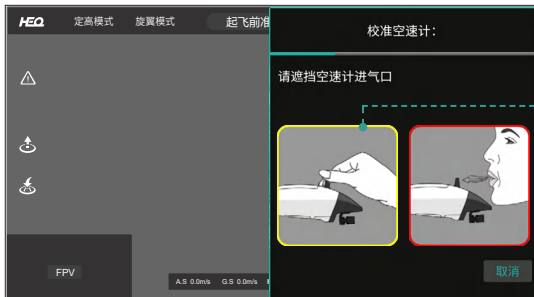 HEQ 定高模式 旋翼模式 起飞前准
校准空速计：
请遮挡空速计进气口
取消
FPV
A.S 0.0m/s G.S 0.0m/s